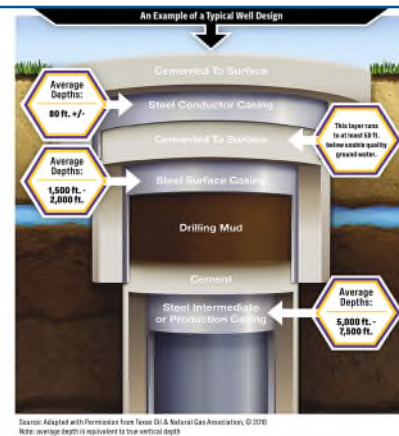 An Example of a Typical Well Design
Cemented To Surface
Average
Depths:
80 ft. +/-
Steel Conductor Casing
Cemented To Surface
This layer runs
to at least 50 ft.
below usable quality
ground water.
Average
Depths:
1,500 ft. -
2,000 ft.
Steel Surface Casing
Drilling Mud
Cement
Steel Intermediate
or Production Casing
Average
Depths:
5,000 ft. -
7,500 ft.
Source: Adapted with Permission from Texas Oil & Natural Gas Association, © 2010
Note: average depth is equivalent to true vertical depth